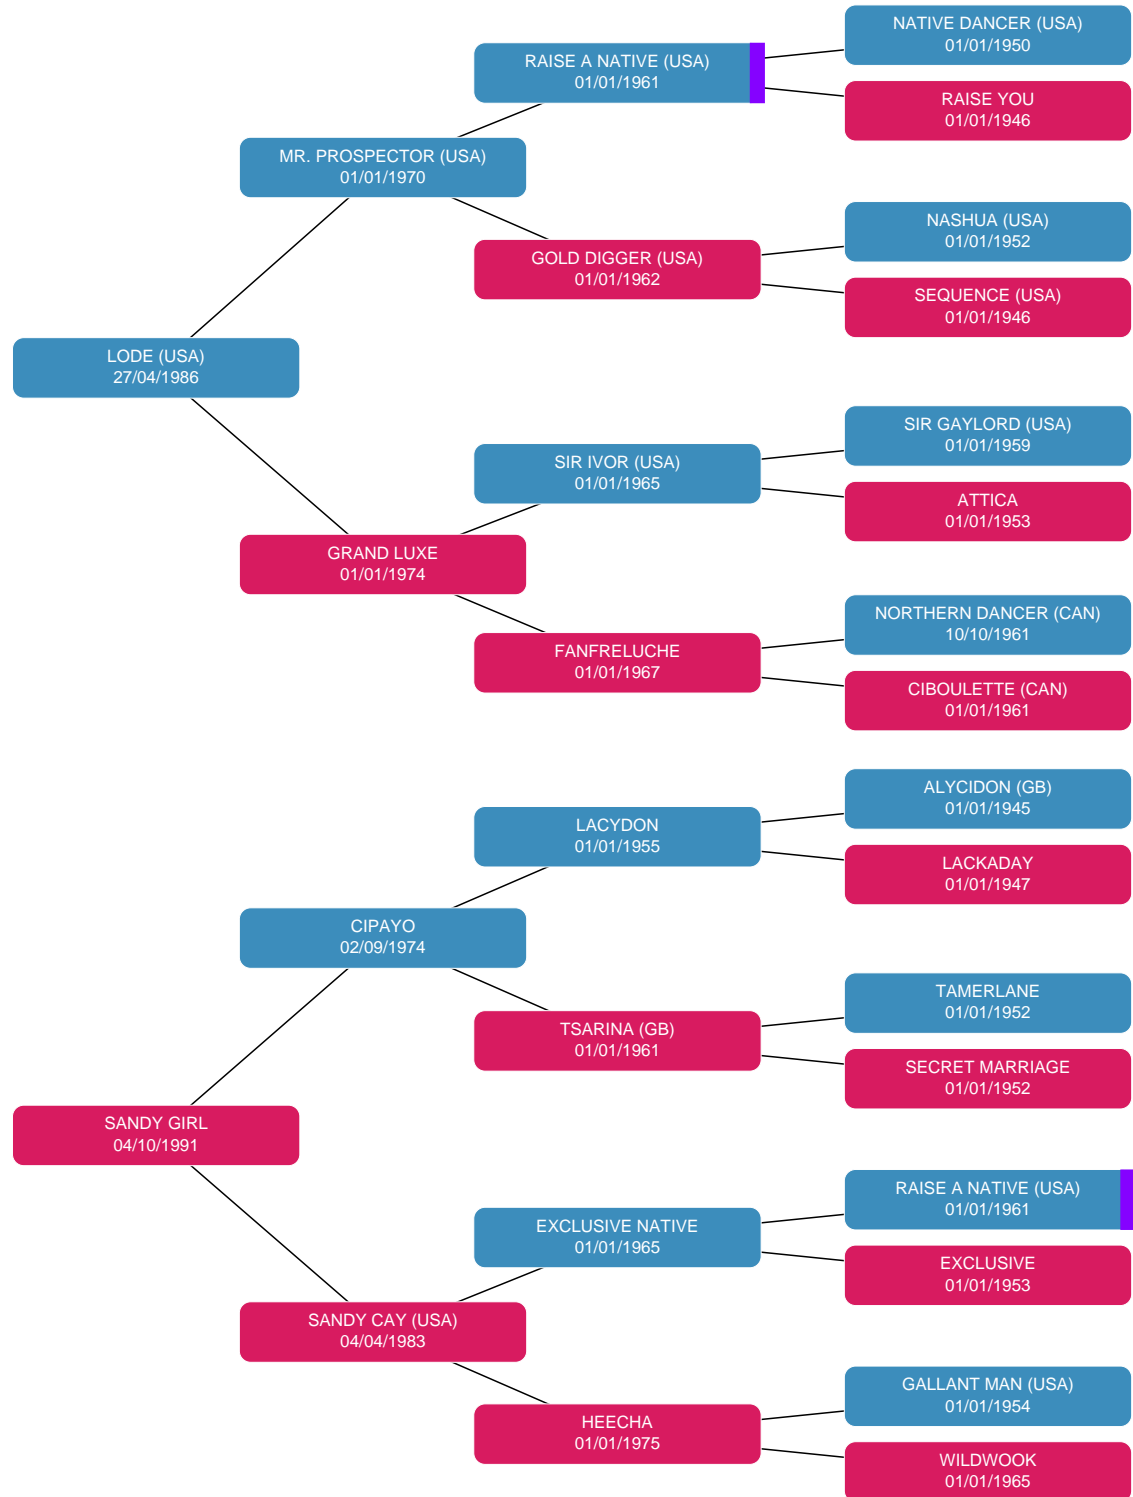 NATIVE DANCER (USA)
01/01/1950
RAISE A NATIVE (USA)
01/01/1961
RAISE YOU
01/01/1946
MR. PROSPECTOR (USA)
01/01/1970
NASHUA (USA)
01/01/1952
GOLD DIGGER (USA)
01/01/1962
SEQUENCE (USA)
01/01/1946
LODE (USA)
27/04/1986
SIR GAYLORD (USA)
01/01/1959
SIR IVOR (USA)
01/01/1965
ATTICA
01/01/1953
GRAND LUXE
01/01/1974
NORTHERN DANCER (CAN)
10/10/1961
FANFRELUCHE
01/01/1967
CIBOULETTE (CAN)
01/01/1961
ALYCIDON (GB)
01/01/1945
LACYDON
01/01/1955
LACKADAY
01/01/1947
CIPAYO
02/09/1974
TAMERLANE
01/01/1952
TSARINA (GB)
01/01/1961
SECRET MARRIAGE
01/01/1952
SANDY GIRL
04/10/1991
RAISE A NATIVE (USA)
01/01/1961
EXCLUSIVE NATIVE
01/01/1965
EXCLUSIVE
01/01/1953
SANDY CAY (USA)
04/04/1983
GALLANT MAN (USA)
01/01/1954
HEECHA
01/01/1975
WILDWOOK
01/01/1965